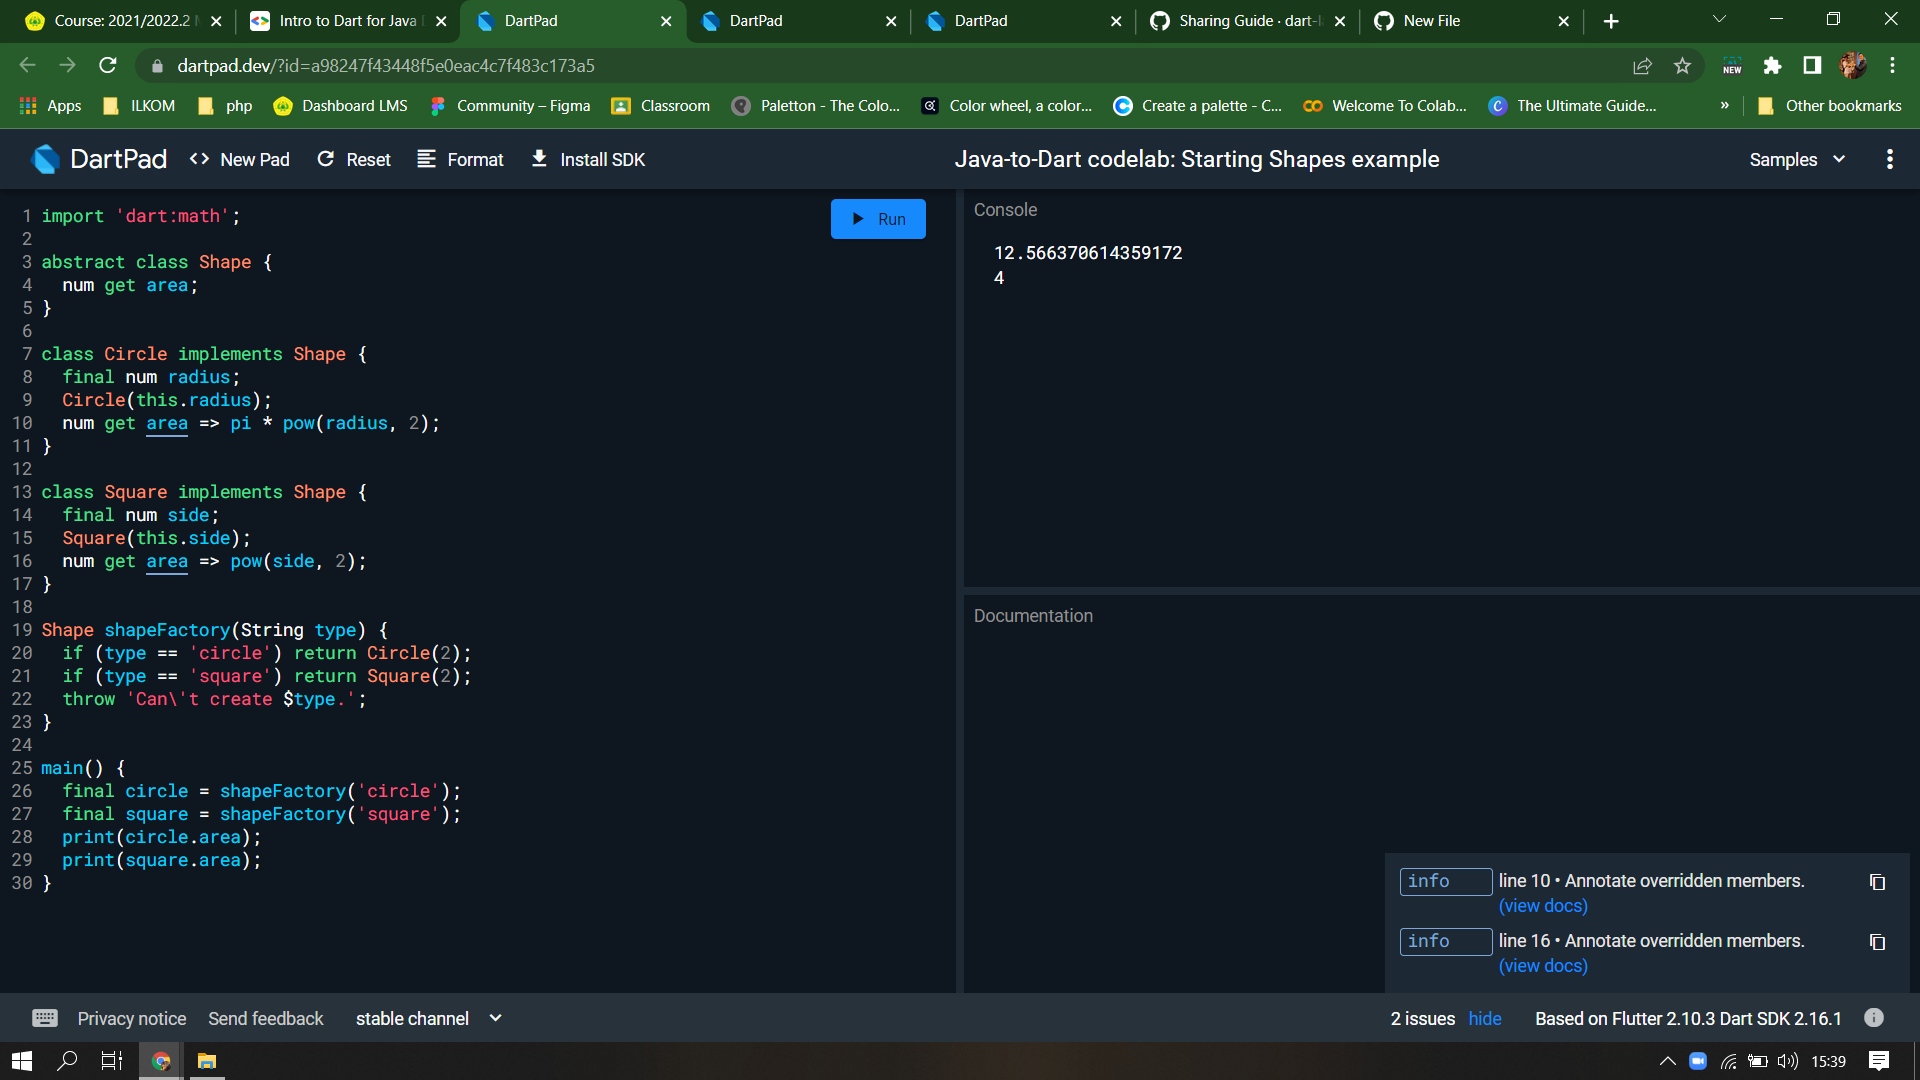 Course: 2021/2022.2
Intro to Dart for Java
DartPad
DartPad
DartPad
Sharing Guide · dart-l
New File
dartpad.dev/?id=a98247f43448f5e0eac4c7f483c173a5
NEW
Apps
ILKOM
php
Dashboard LMS
Community – Figma
Classroom
Paletton - The Colo...
Color wheel, a color...
Create a palette - C...
Welcome To Colab...
The Ultimate Guide...
»
Other bookmarks
DartPad
New Pad
Reset
Format
Install SDK
Java-to-Dart codelab: Starting Shapes example
Samples
1 import 'dart:math';
2
3 abstract class Shape {
4   num get area;
5 }
6
7 class Circle implements Shape {
8   final num radius;
9   Circle(this.radius);
10   num get area => pi * pow(radius, 2);
11 }
12
13 class Square implements Shape {
14   final num side;
15   Square(this.side);
16   num get area => pow(side, 2);
17 }
18
19 Shape shapeFactory(String type) {
20   if (type == 'circle') return Circle(2);
21   if (type == 'square') return Square(2);
22   throw 'Can\'t create $type.';
23 }
24
25 main() {
26   final circle = shapeFactory('circle');
27   final square = shapeFactory('square');
28   print(circle.area);
29   print(square.area);
30 }
Run
Console
12.566370614359172
4
Documentation
info line 10 • Annotate overridden members.
(view docs)
info line 16 • Annotate overridden members.
(view docs)
Privacy notice
Send feedback
stable channel
2 issues hide
Based on Flutter 2.10.3 Dart SDK 2.16.1
15:39